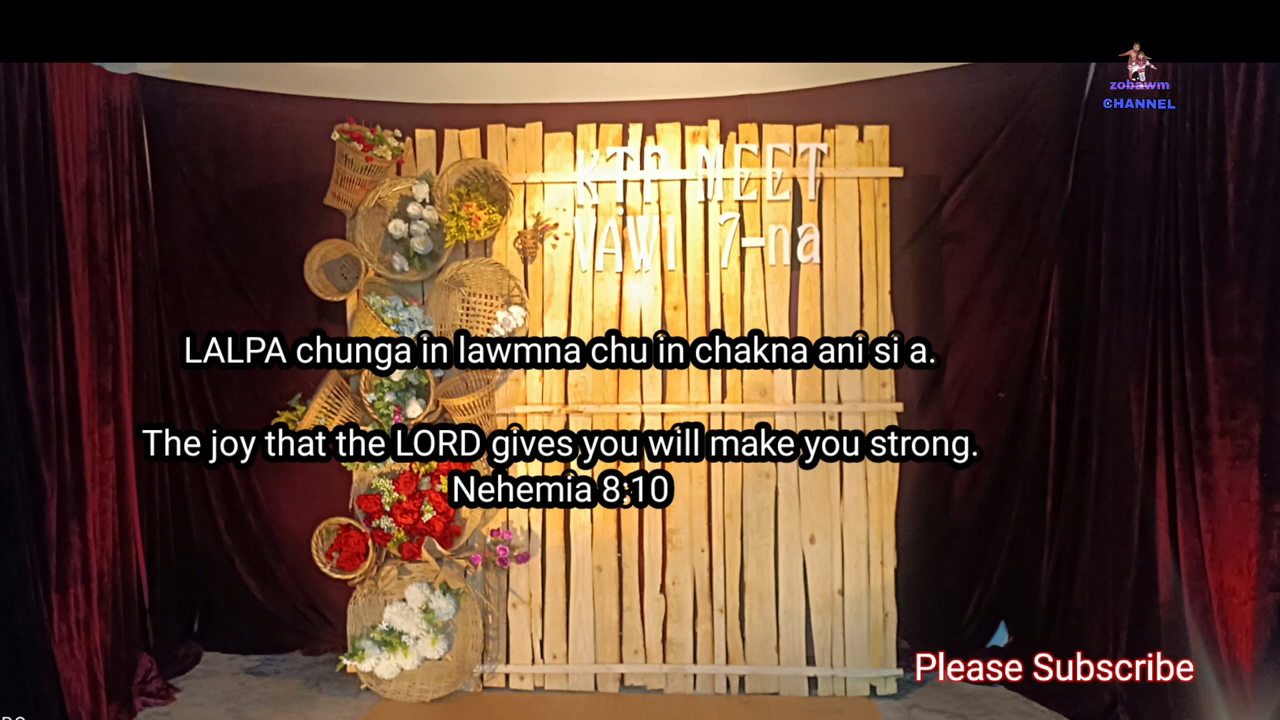 zobawm
CHANNEL
KṬP MEET
VAWI 7-na
LALPA chunga in lawmna chu in chakna ani si a.
The joy that the LORD gives you will make you strong.
Nehemia 8:10
Please Subscribe